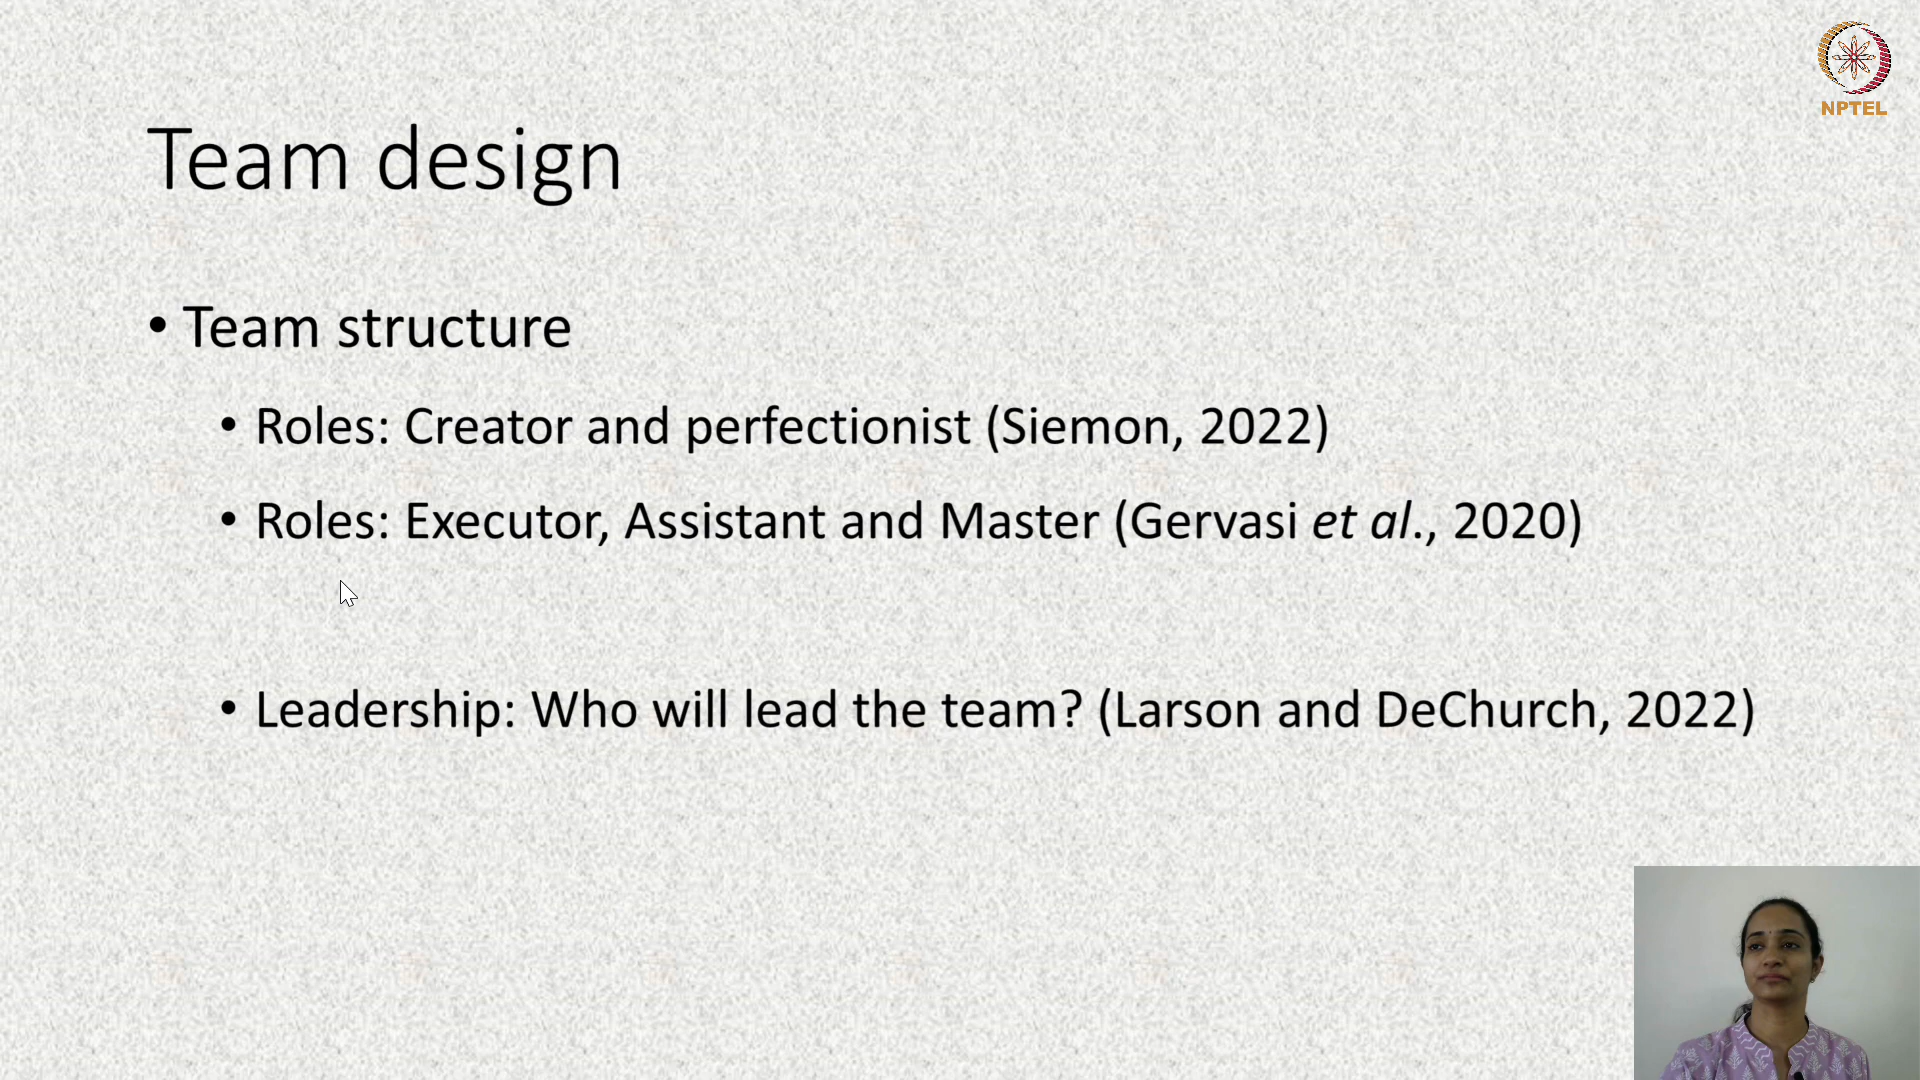 NPTEL
Team design
• Team structure
• Roles: Creator and perfectionist (Siemon, 2022)
• Roles: Executor, Assistant and Master (Gervasi et al., 2020)
• Leadership: Who will lead the team? (Larson and DeChurch, 2022)